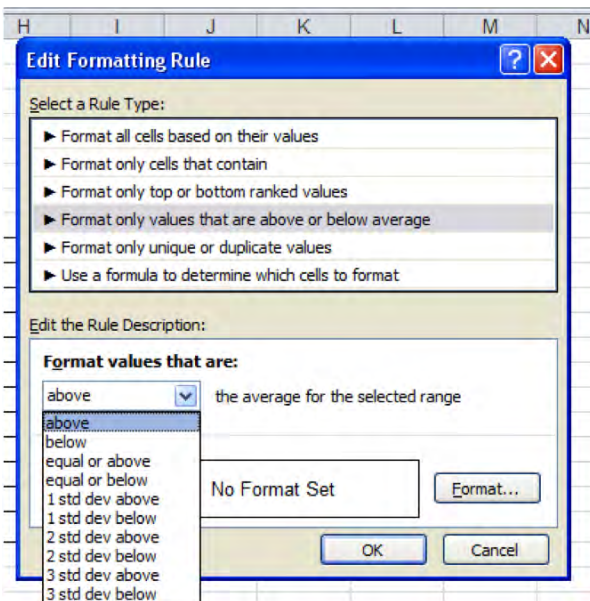 H I J K L M N
Edit Formatting Rule ?
Select a Rule Type:
► Format all cells based on their values
► Format only cells that contain
► Format only top or bottom ranked values
► Format only values that are above or below average
► Format only unique or duplicate values
► Use a formula to determine which cells to format
Edit the Rule Description:
Format values that are:
above the average for the selected range
above
below
equal or above
equal or below
1 std dev above
1 std dev below
2 std dev above
2 std dev below
3 std dev above
3 std dev below
No Format Set Format...
OK Cancel